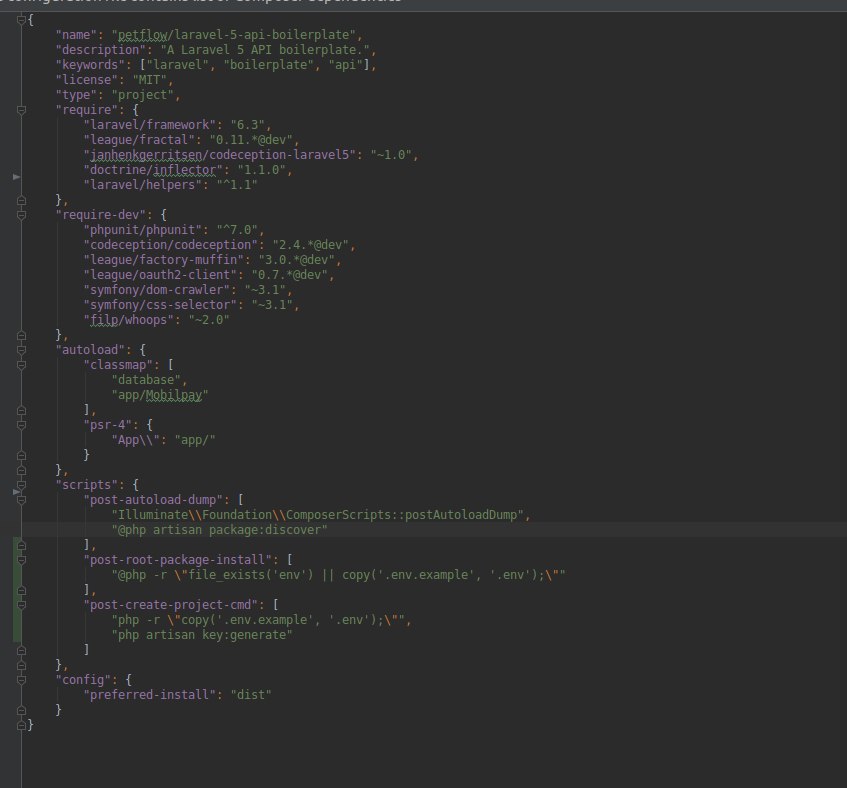 {
"name": "petflow/laravel-5-api-boilerplate",
"description": "A Laravel 5 API boilerplate.",
"keywords": ["laravel", "boilerplate", "api"],
"license": "MIT",
"type": "project",
"require": {
"laravel/framework": "6.3",
"league/fractal": "0.11.*@dev",
"janhenkgerritsen/codeception-laravel5": "~1.0",
"doctrine/inflector": "1.1.0",
"laravel/helpers": "^1.1"
},
"require-dev": {
"phpunit/phpunit": "^7.0",
"codeception/codeception": "2.4.*@dev",
"league/factory-muffin": "3.0.*@dev",
"league/oauth2-client": "0.7.*@dev",
"symfony/dom-crawler": "~3.1",
"symfony/css-selector": "~3.1",
"filp/whoops": "~2.0"
},
"autoload": {
"classmap": [
"database",
"app/Mobilpay"
],
"psr-4": {
"App\\": "app/"
}
},
"scripts": {
"post-autoload-dump": [
"Illuminate\\Foundation\\ComposerScripts::postAutoloadDump",
"@php artisan package:discover"
],
"post-root-package-install": [
"@php -r \"file_exists('env') || copy('.env.example', '.env');\""
],
"post-create-project-cmd": [
"php -r \"copy('.env.example', '.env');\"",
"php artisan key:generate"
]
},
"config": {
"preferred-install": "dist"
}
}